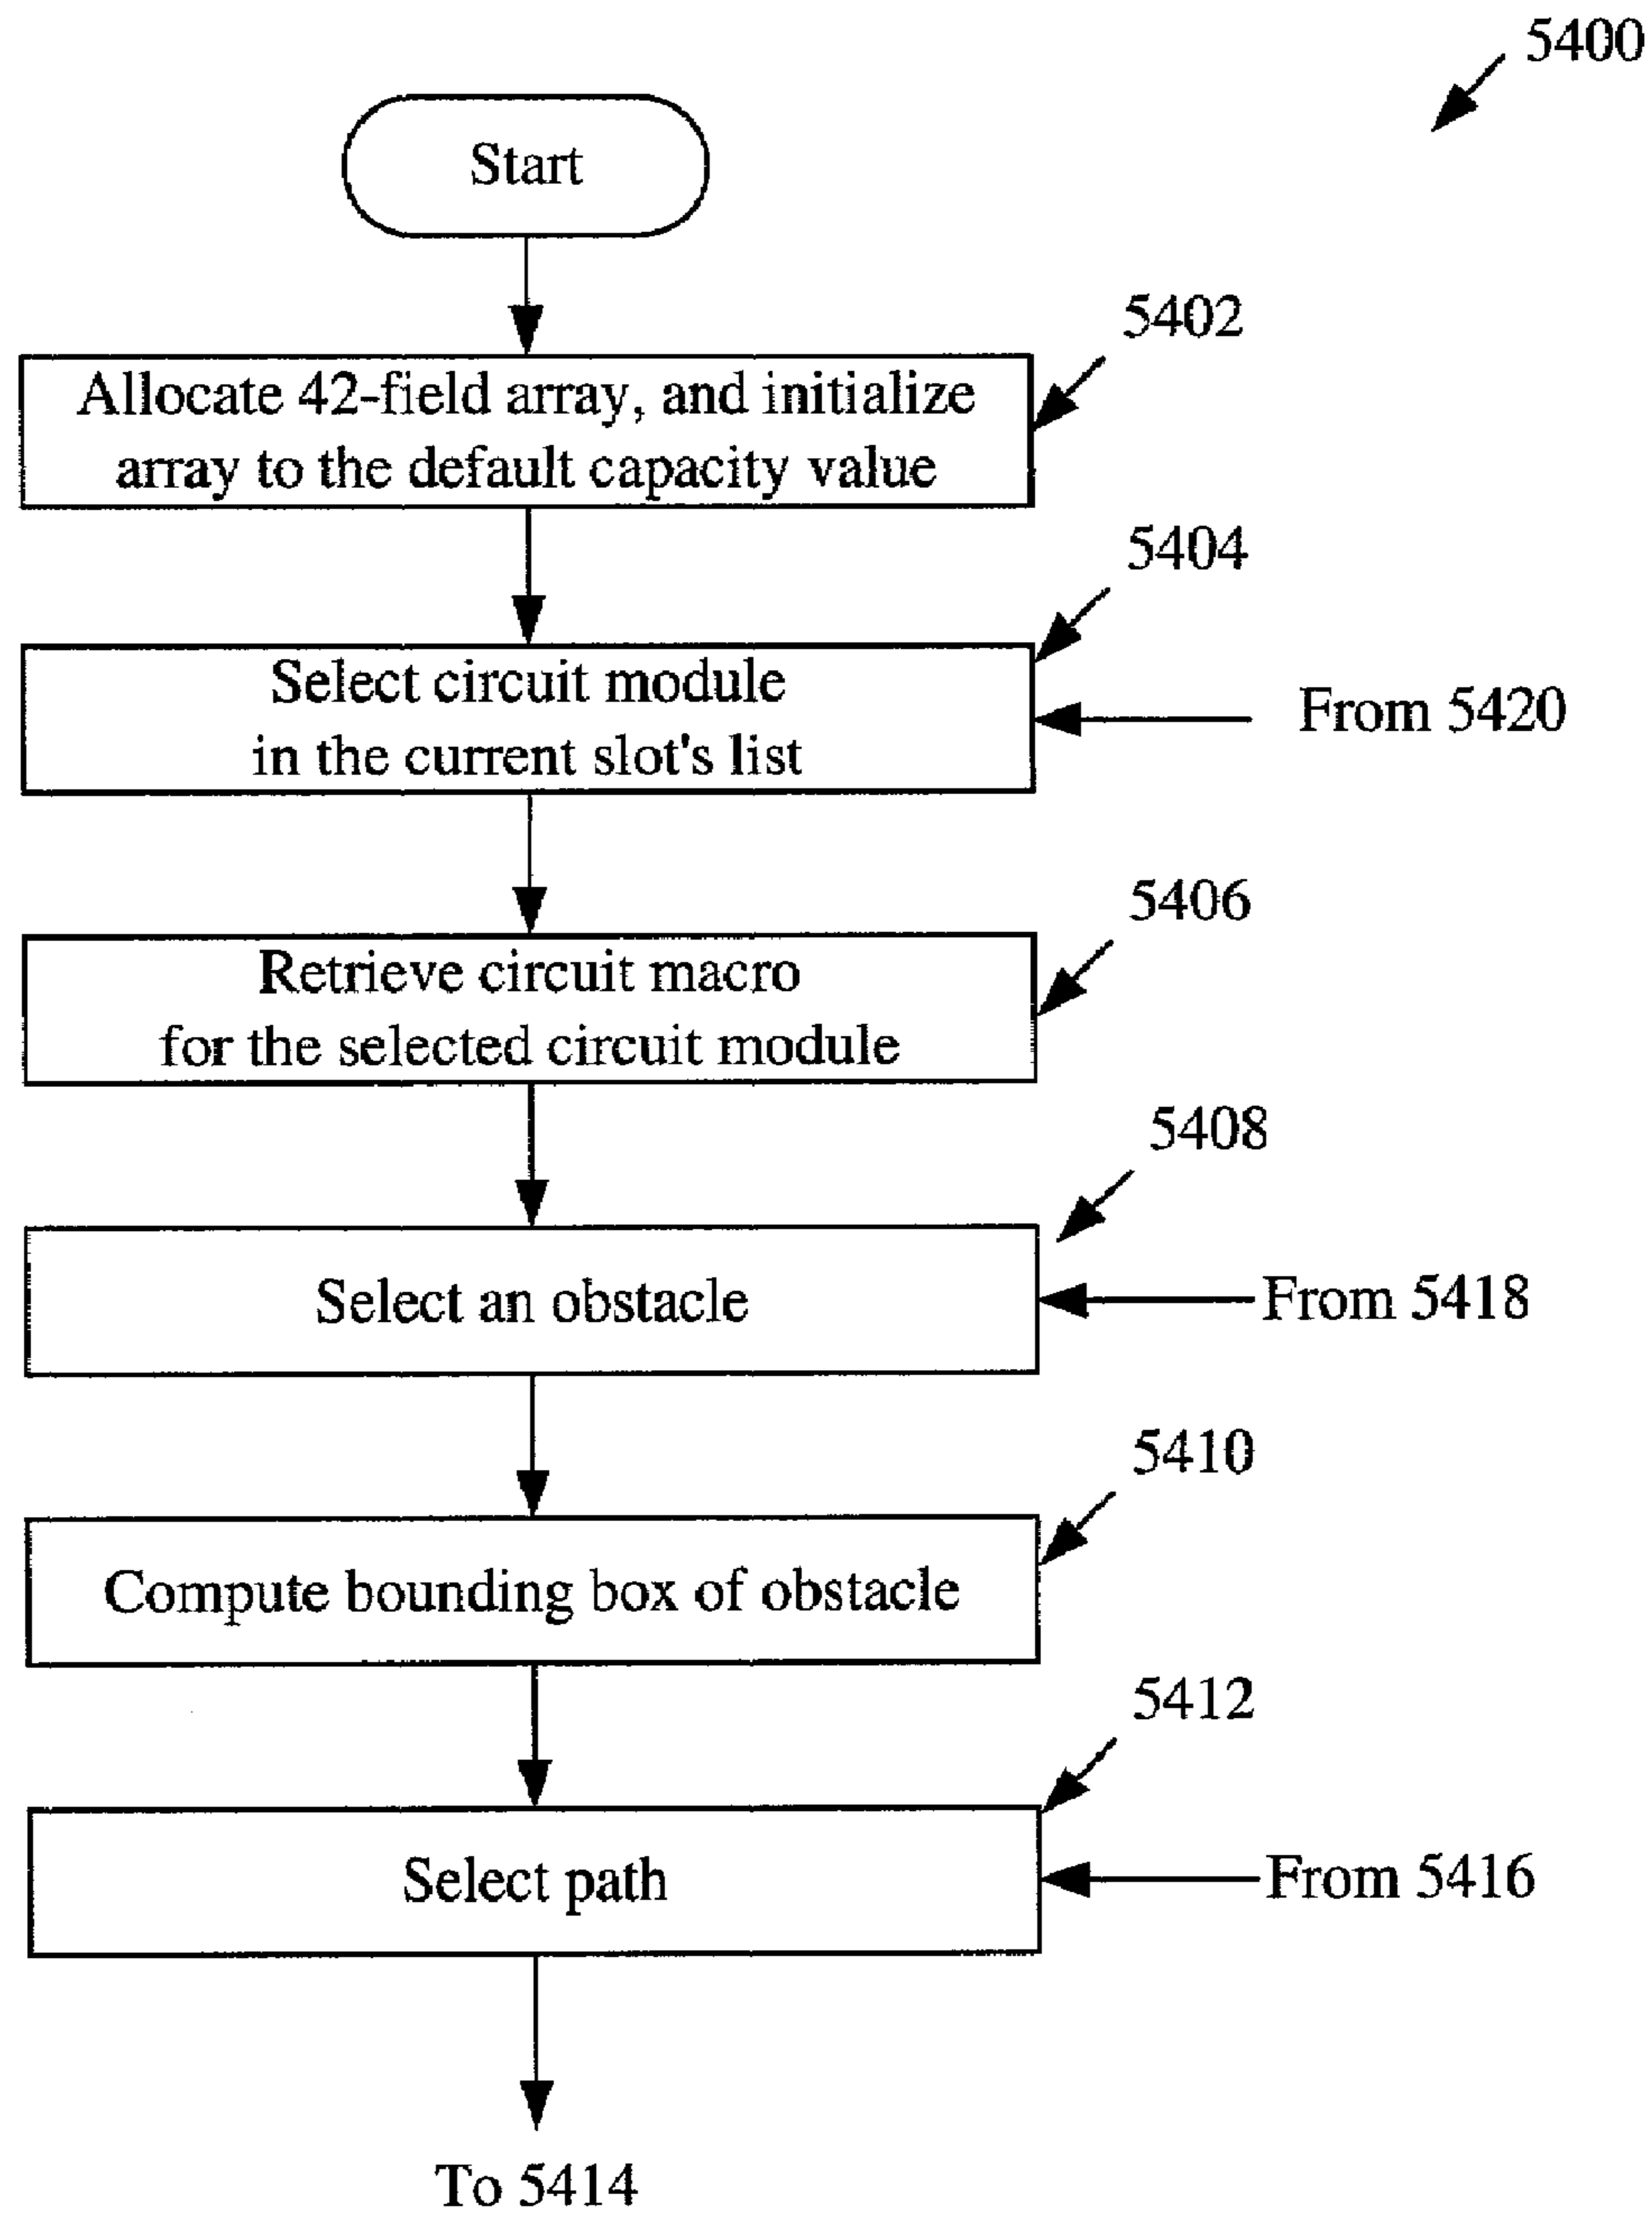 5400
Start
5402
Allocate 42-field array, and initialize
array to the default capacity value
5404
Select circuit module
in the current slot's list
From 5420
5406
Retrieve circuit macro
for the selected circuit module
5408
Select an obstacle
From 5418
5410
Compute bounding box of obstacle
5412
Select path
From 5416
To 5414